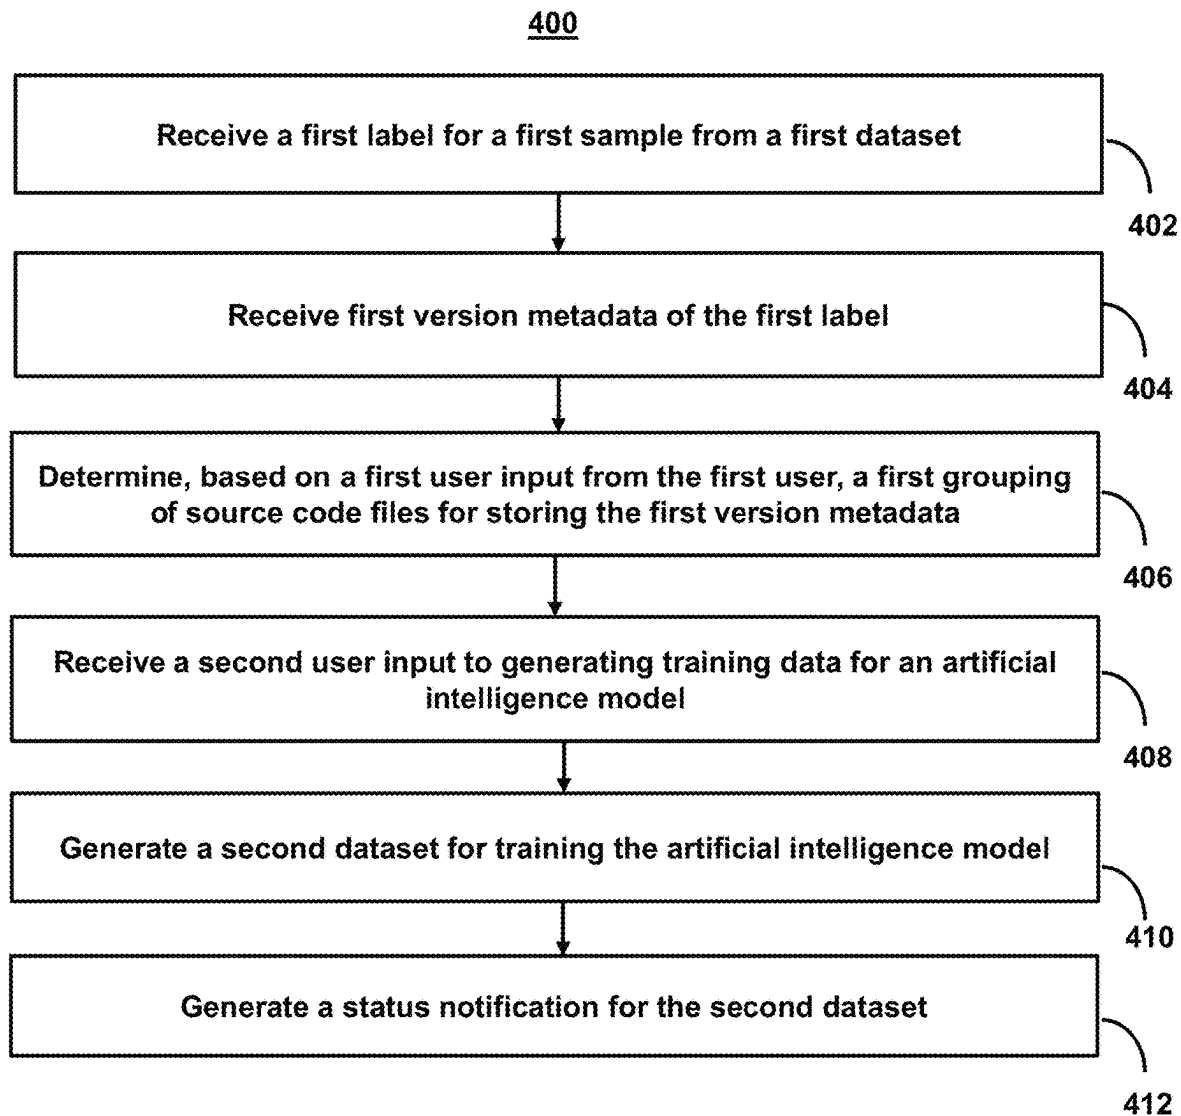 400
Receive a first label for a first sample from a first dataset
402
Receive first version metadata of the first label
404
Determine, based on a first user input from the first user, a first grouping
of source code files for storing the first version metadata
406
Receive a second user input to generating training data for an artificial
intelligence model
408
Generate a second dataset for training the artificial intelligence model
410
Generate a status notification for the second dataset
412